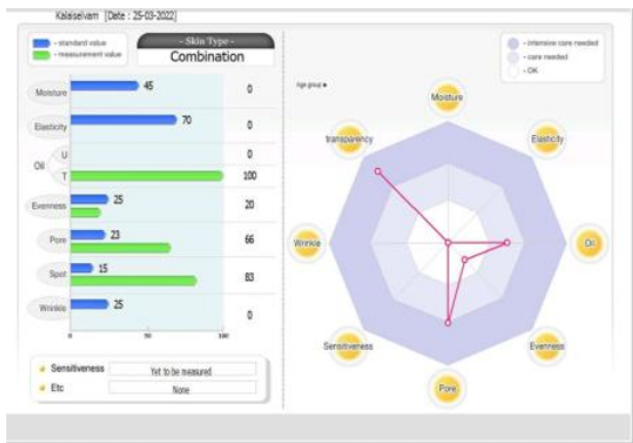 Kalaiselvam [Date : 25-03-2022]
- standard value
- measurement value
- Skin Type -
Combination
- intensive care needed
- care needed
- OK
Age group
Moisture 45 0
Elasticity 70 0
Oil U 0
T 100
Evenness 25 20
Pore 23 66
Spot 15 83
Wrinkle 25 0
0 50 100
Sensitiveness Yet to be measured
Etc None
Moisture
transparency
Elasticity
Wrinkle
Oil
Sensitiveness
Evenness
Pore